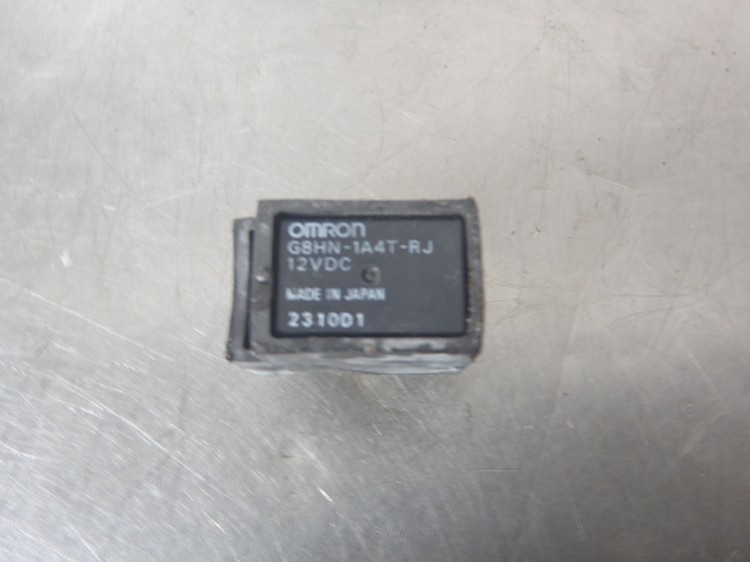 OMRON
G8HN-1A4T-RJ
12VDC
MADE IN JAPAN
2310D1